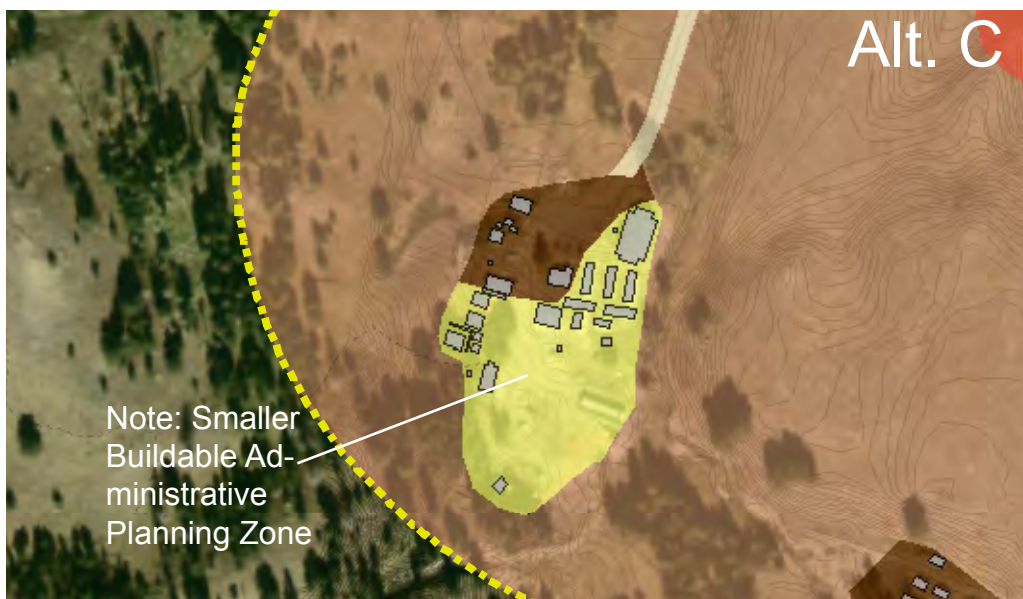 Alt. C
Note: Smaller
Buildable Ad-
ministrative
Planning Zone